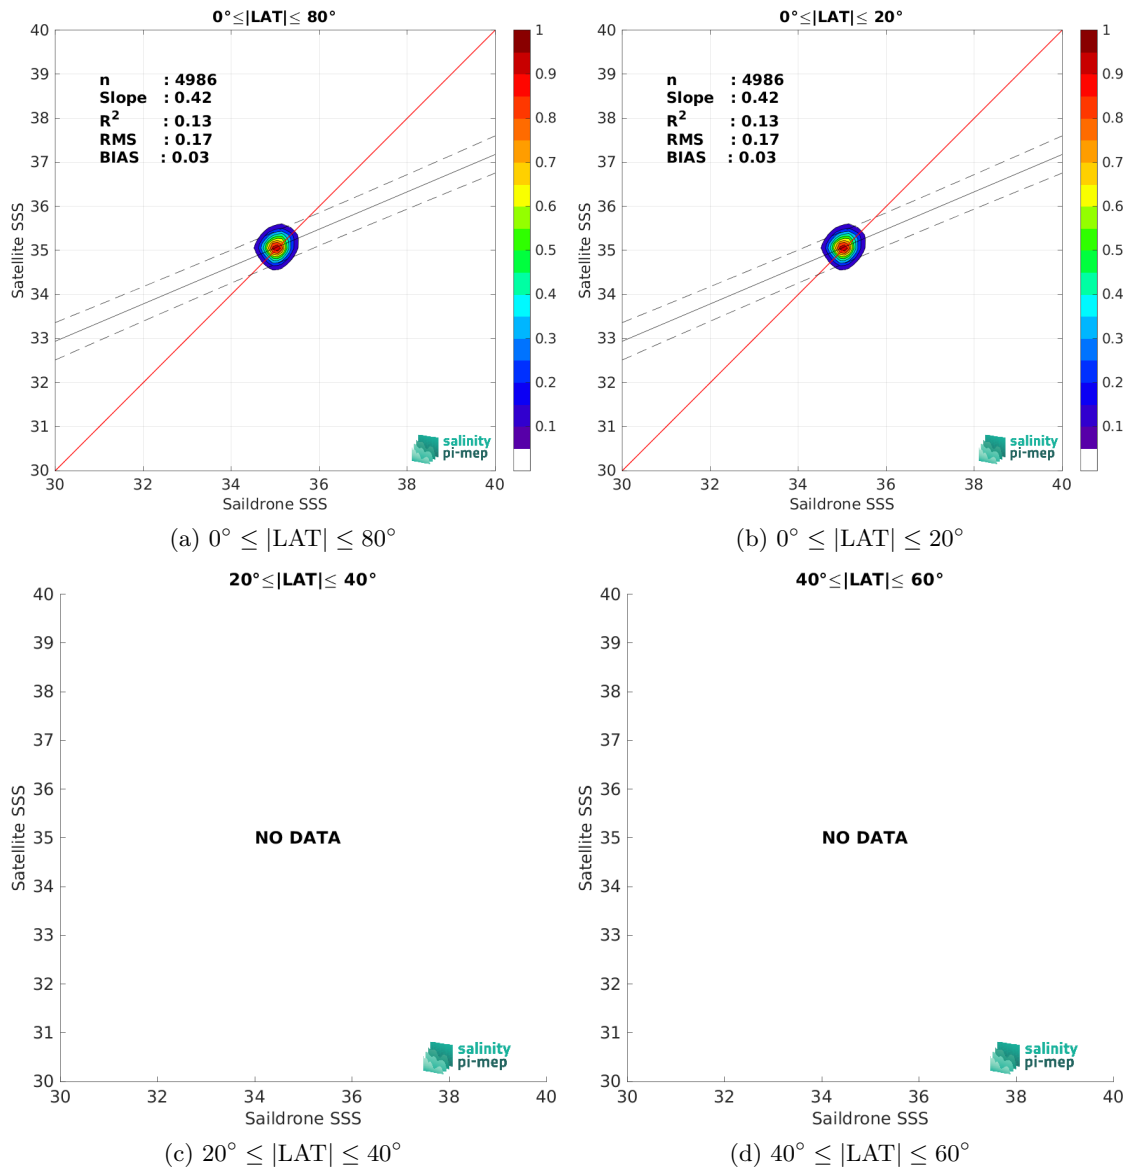 0°≤|LAT|≤ 80°
40
39
38
37
36
35
34
33
32
31
30
Satellite SSS
n : 4986
Slope : 0.42
R² : 0.13
RMS : 0.17
BIAS : 0.03
salinity
pi-mep
30 32 34 36 38 40
Saildrone SSS
1
0.9
0.8
0.7
0.6
0.5
0.4
0.3
0.2
0.1
(a) 0° ≤ |LAT| ≤ 80°
0°≤|LAT|≤ 20°
40
39
38
37
36
35
34
33
32
31
30
Satellite SSS
n : 4986
Slope : 0.42
R² : 0.13
RMS : 0.17
BIAS : 0.03
salinity
pi-mep
30 32 34 36 38 40
Saildrone SSS
1
0.9
0.8
0.7
0.6
0.5
0.4
0.3
0.2
0.1
(b) 0° ≤ |LAT| ≤ 20°
20°≤|LAT|≤ 40°
40
39
38
37
36
35
34
33
32
31
30
Satellite SSS
NO DATA
salinity
pi-mep
30 32 34 36 38 40
Saildrone SSS
(c) 20° ≤ |LAT| ≤ 40°
40°≤|LAT|≤ 60°
40
39
38
37
36
35
34
33
32
31
30
Satellite SSS
NO DATA
salinity
pi-mep
30 32 34 36 38 40
Saildrone SSS
(d) 40° ≤ |LAT| ≤ 60°